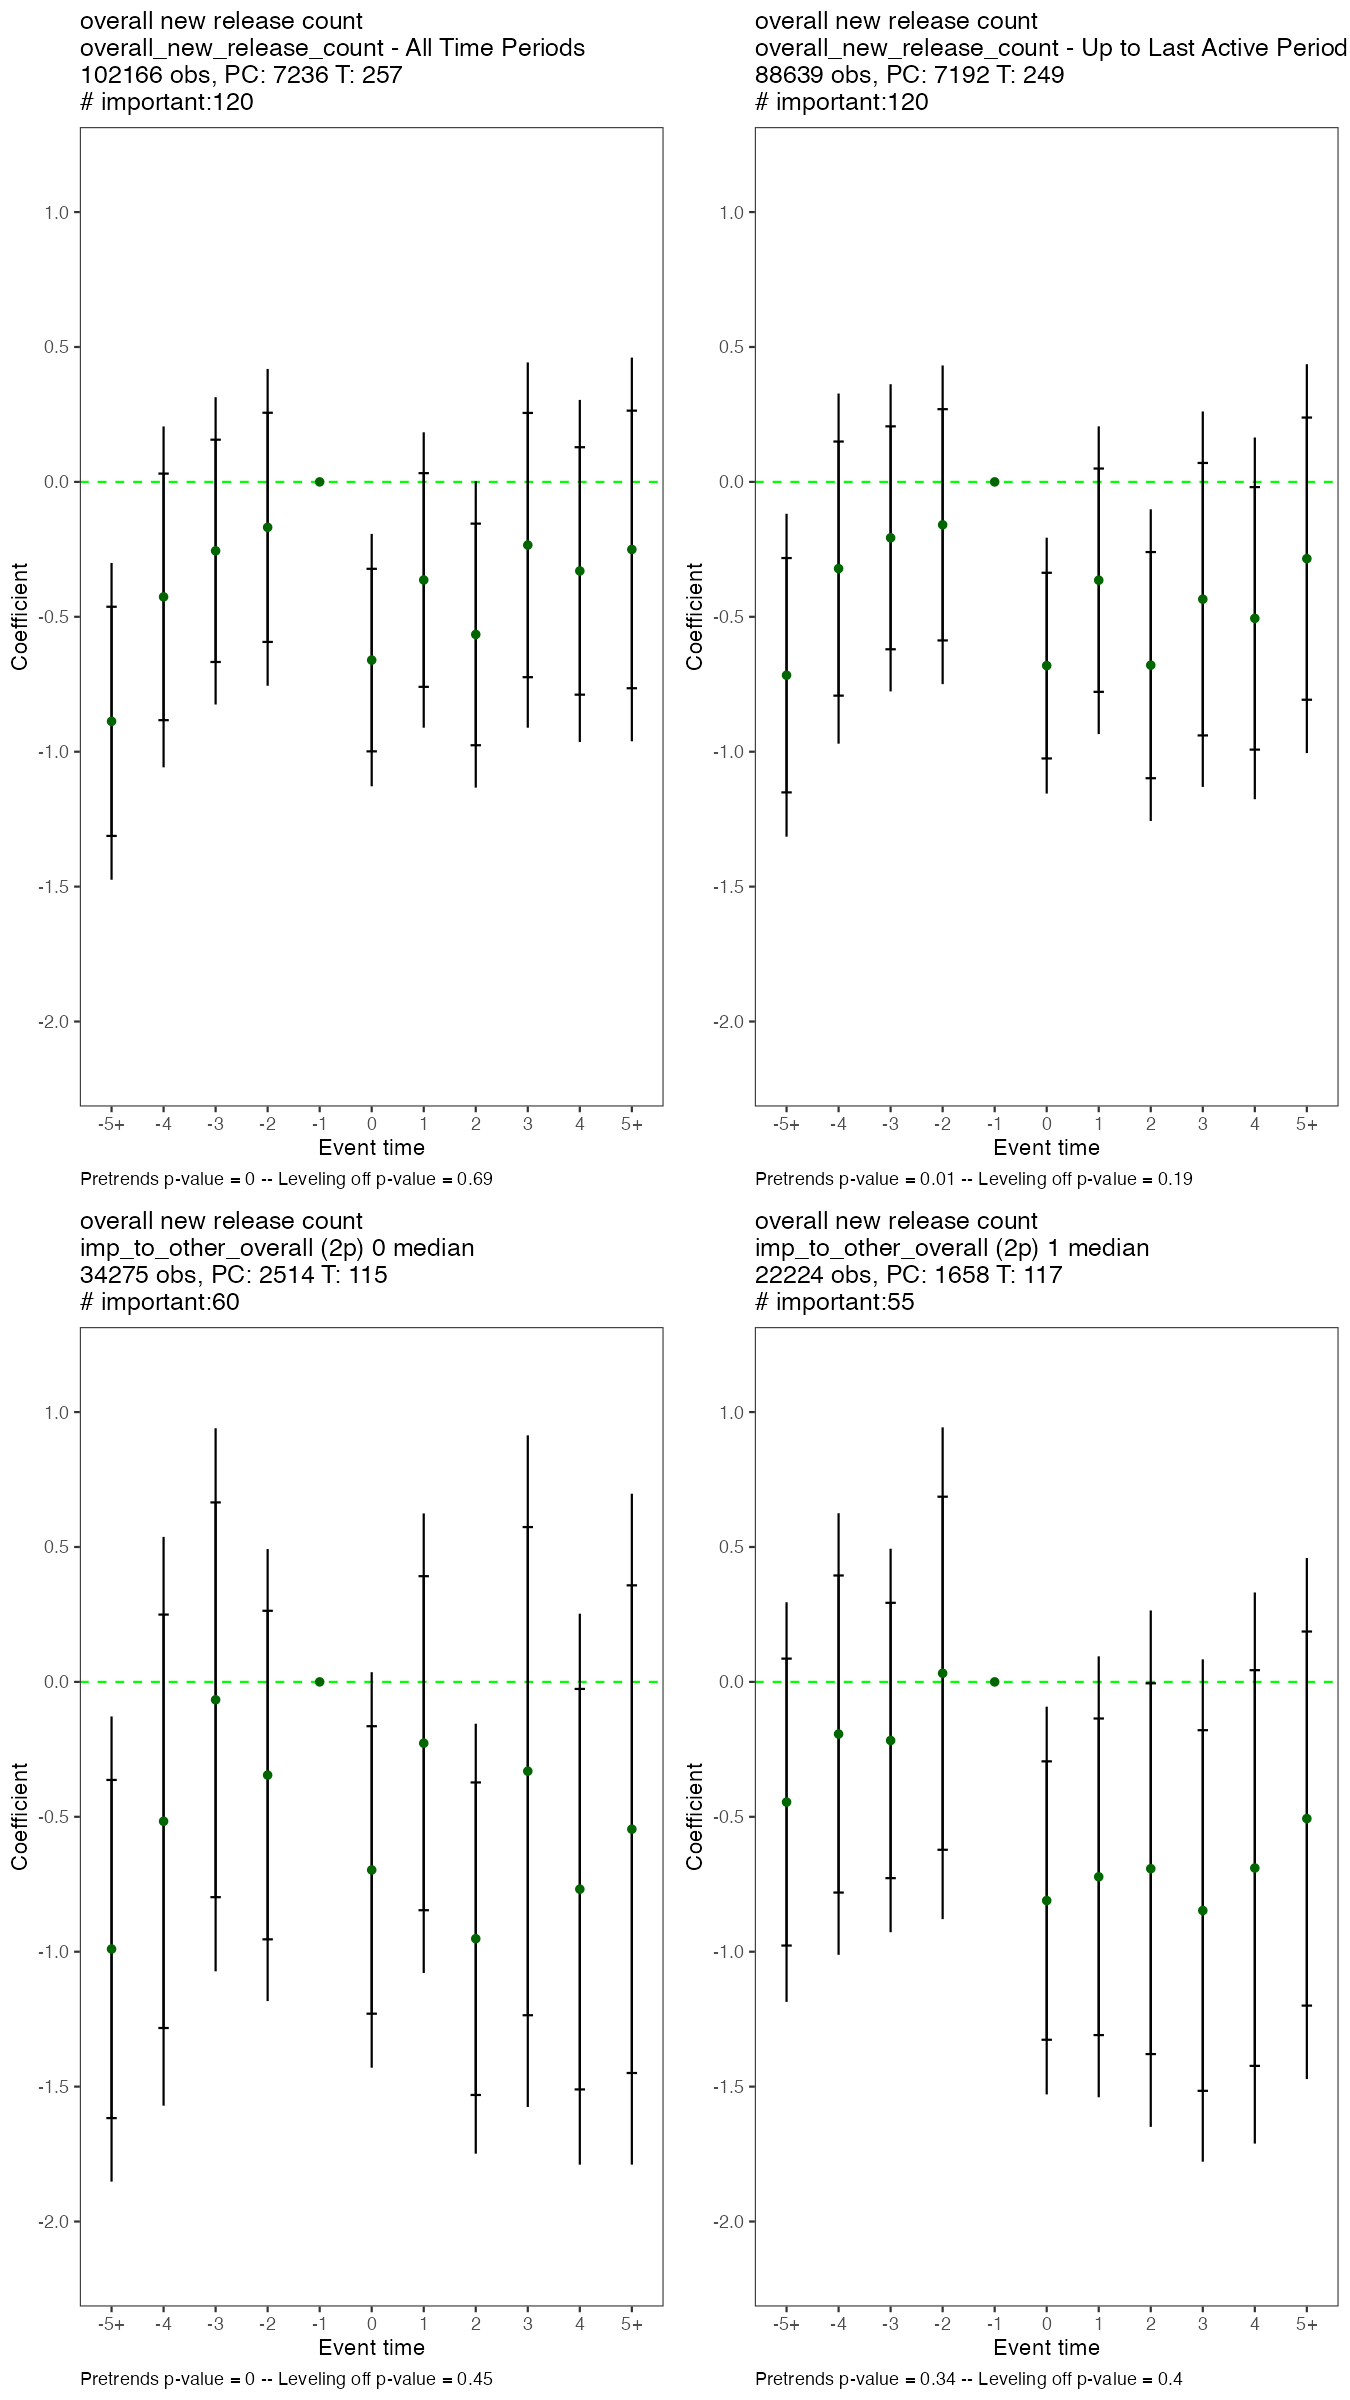 overall new release count
overall_new_release_count - All Time Periods
102166 obs, PC: 7236 T: 257
# important:120
1.0
0.5
0.0
-0.5
-1.0
-1.5
-2.0
Coefficient
-5+ -4 -3 -2 -1 0 1 2 3 4 5+
Event time
Pretrends p-value = 0 -- Leveling off p-value = 0.69
overall new release count
overall_new_release_count - Up to Last Active Period
88639 obs, PC: 7192 T: 249
# important:120
1.0
0.5
0.0
-0.5
-1.0
-1.5
-2.0
Coefficient
-5+ -4 -3 -2 -1 0 1 2 3 4 5+
Event time
Pretrends p-value = 0.01 -- Leveling off p-value = 0.19
overall new release count
imp_to_other_overall (2p) 0 median
34275 obs, PC: 2514 T: 115
# important:60
1.0
0.5
0.0
-0.5
-1.0
-1.5
-2.0
Coefficient
-5+ -4 -3 -2 -1 0 1 2 3 4 5+
Event time
Pretrends p-value = 0 -- Leveling off p-value = 0.45
overall new release count
imp_to_other_overall (2p) 1 median
22224 obs, PC: 1658 T: 117
# important:55
1.0
0.5
0.0
-0.5
-1.0
-1.5
-2.0
Coefficient
-5+ -4 -3 -2 -1 0 1 2 3 4 5+
Event time
Pretrends p-value = 0.34 -- Leveling off p-value = 0.4